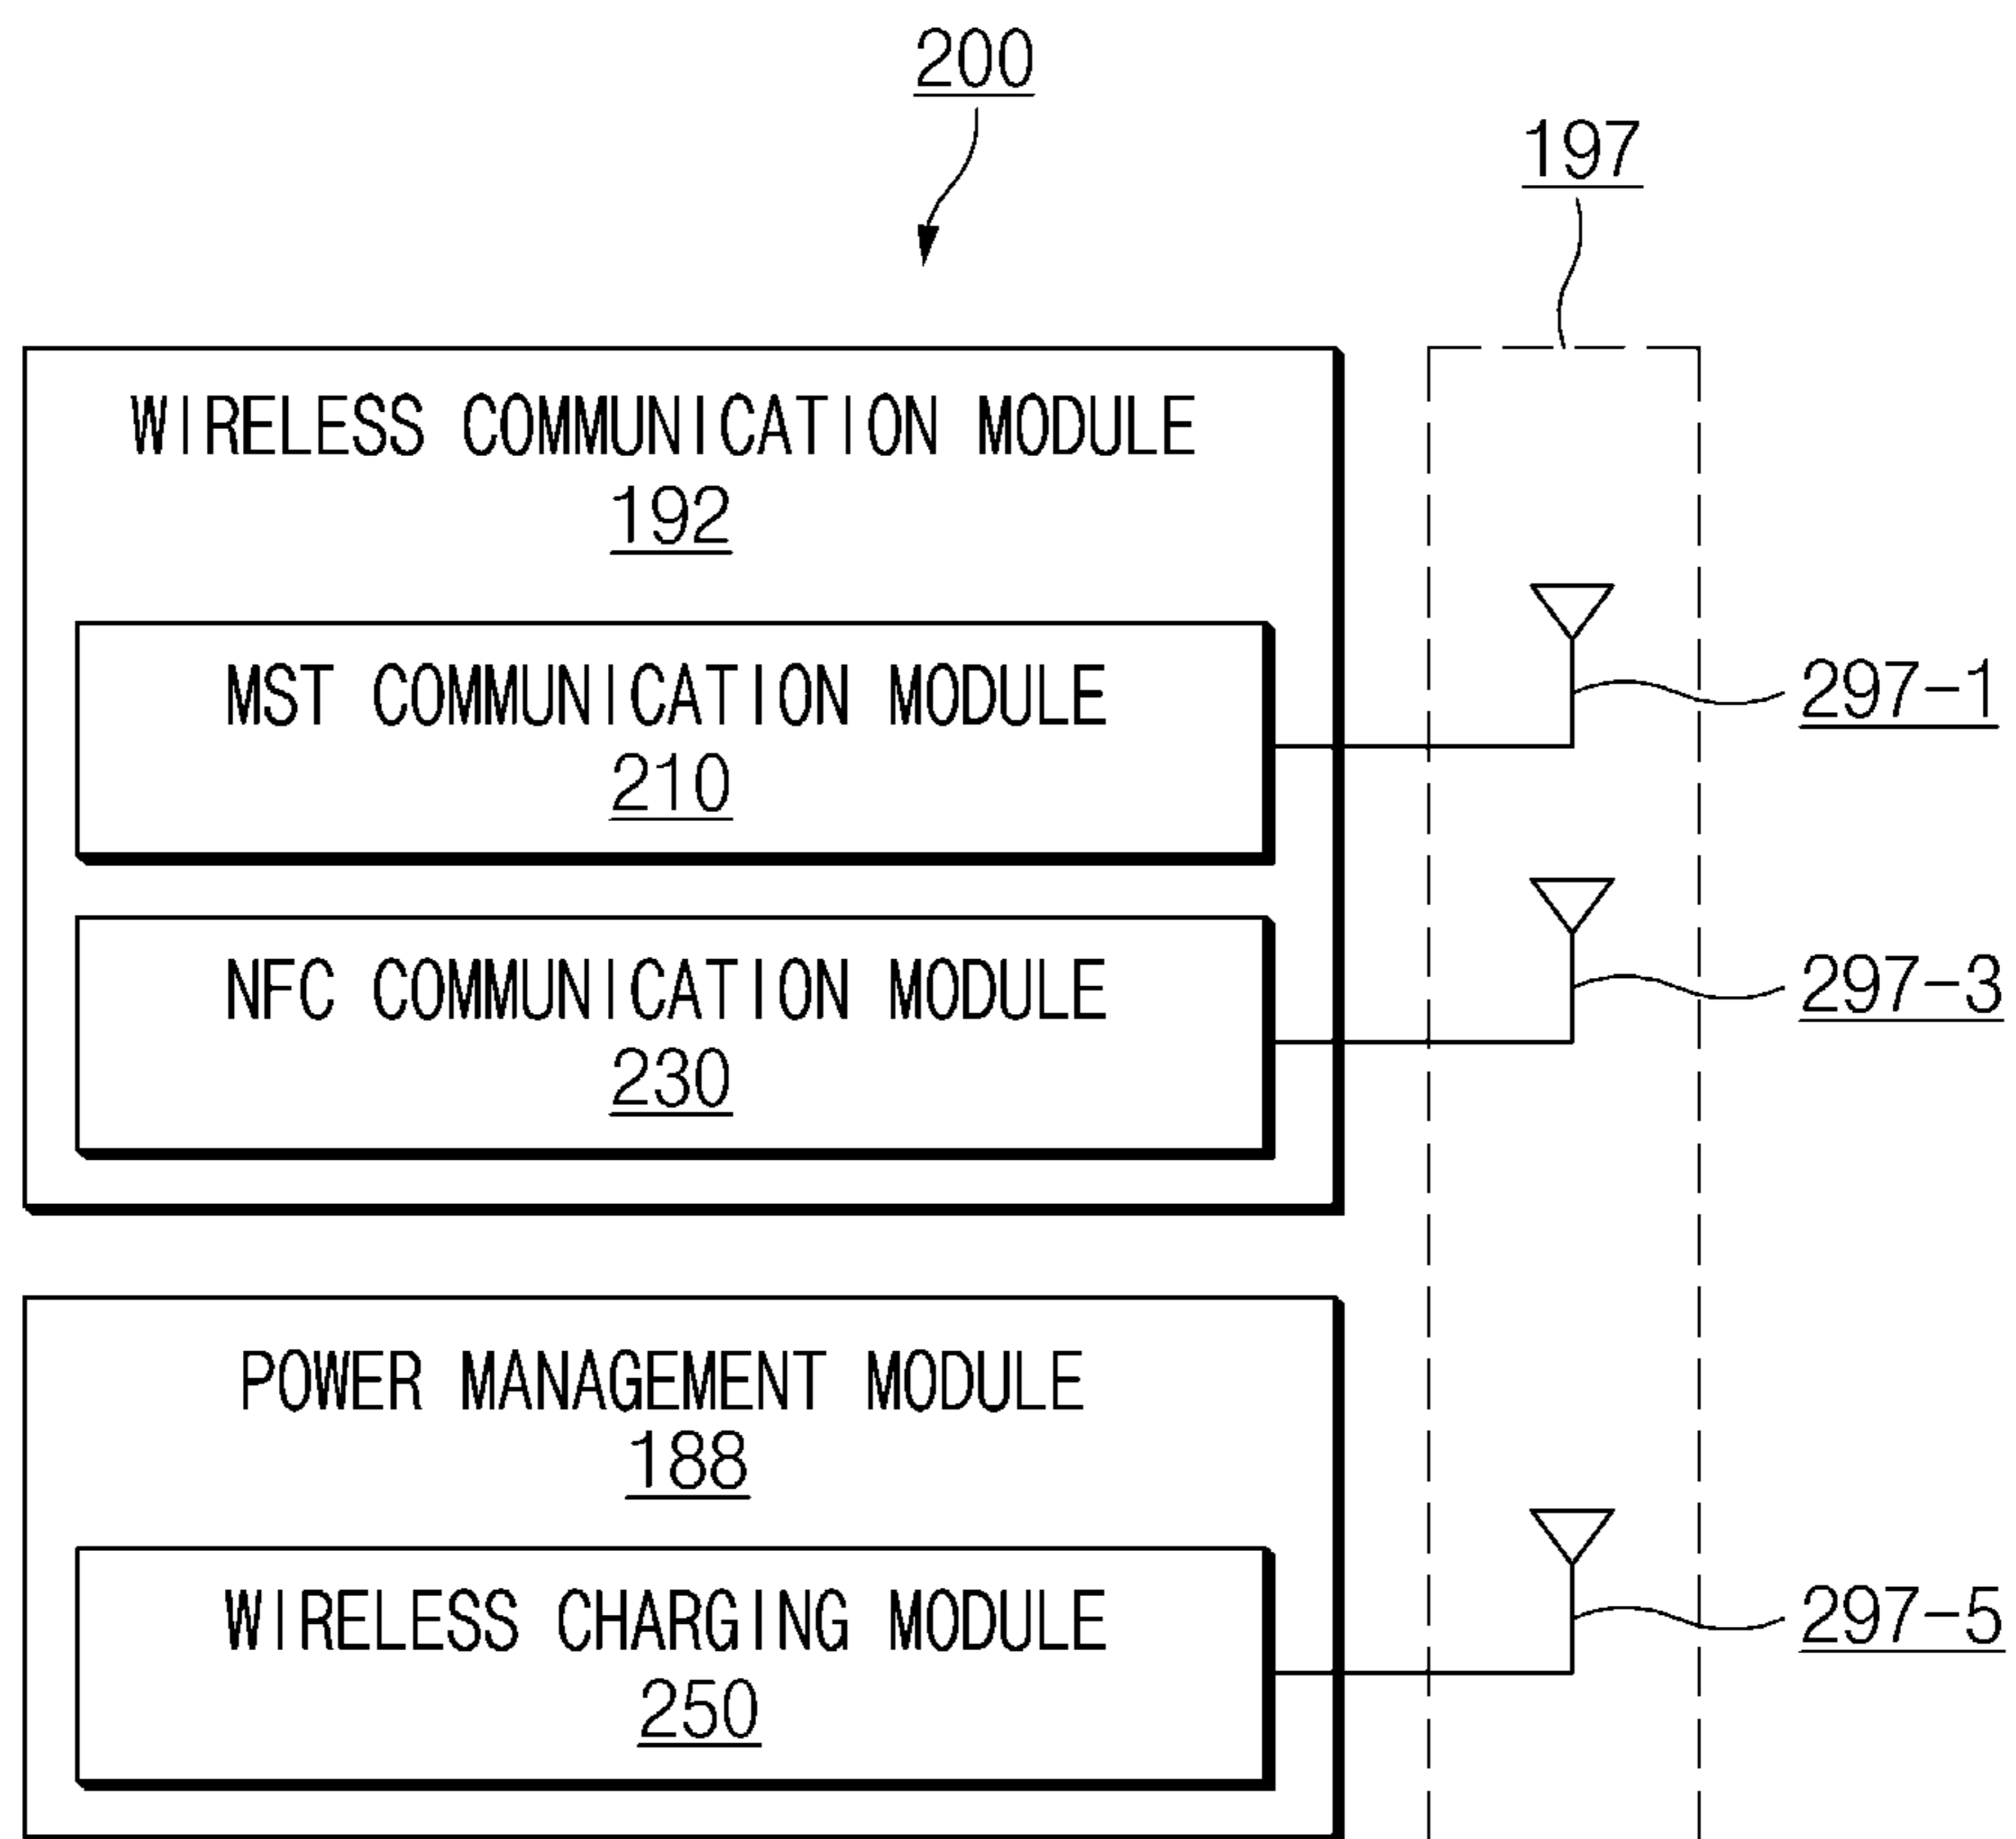 200
197
WIRELESS COMMUNICATION MODULE
192
MST COMMUNICATION MODULE
210
297-1
NFC COMMUNICATION MODULE
230
297-3
POWER MANAGEMENT MODULE
188
WIRELESS CHARGING MODULE
250
297-5